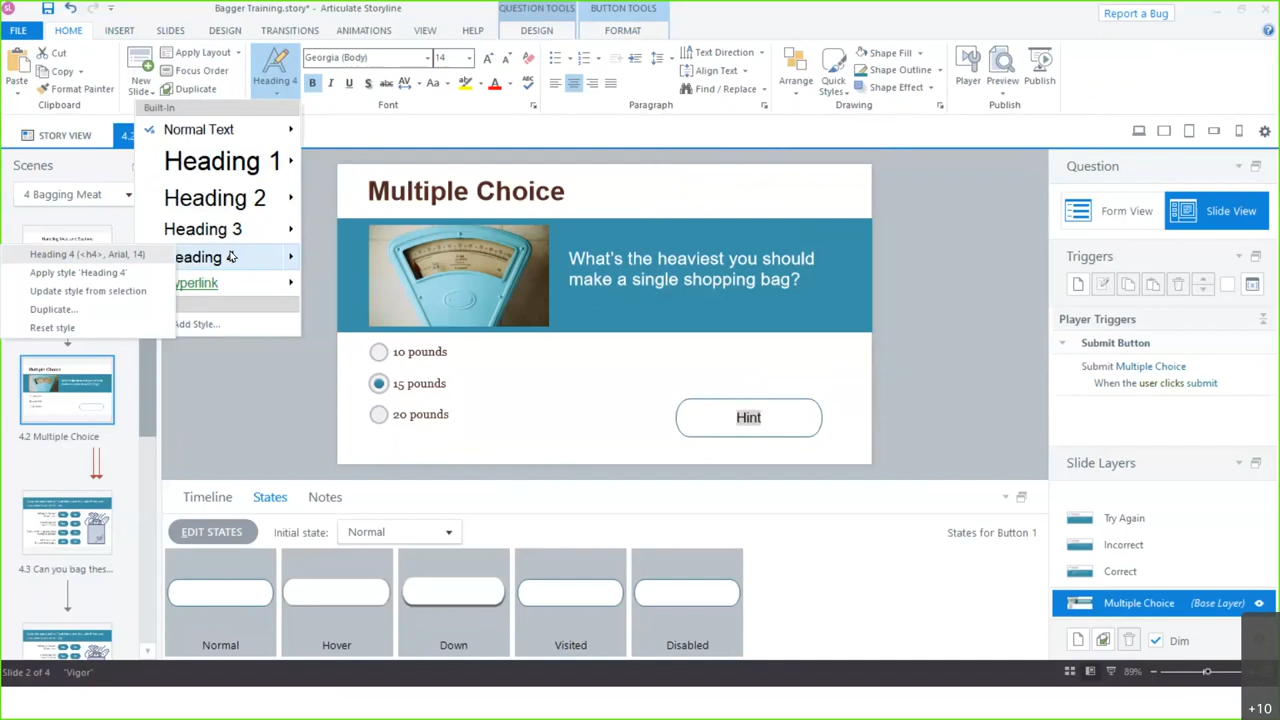 Bagger Training.story* - Articulate Storyline
QUESTION TOOLS
BUTTON TOOLS
Report a Bug
FILE
HOME
INSERT
SLIDES
DESIGN
TRANSITIONS
ANIMATIONS
VIEW
HELP
DESIGN
FORMAT
Paste
Cut
Copy
Format Painter
Clipboard
New
Slide
Apply Layout
Focus Order
Duplicate
Heading 4
Georgia (Body)
14
B I U S abc AV Aa A
Font
Text Direction
Align Text
Find / Replace
Paragraph
Arrange
Quick
Styles
Shape Fill
Shape Outline
Shape Effect
Drawing
Player
Preview
Publish
Publish
Built-In
Normal Text
Heading 1
Heading 2
Heading 3
eading
yperlink
Add Style...
Heading 4 (<h4>, Arial, 14)
Apply style 'Heading 4'
Update style from selection
Duplicate...
Reset style
STORY VIEW
4.2
Scenes
4 Bagging Meat
4.2 Multiple Choice
4.3 Can you bag thes...
Multiple Choice
What's the heaviest you should
make a single shopping bag?
10 pounds
15 pounds
20 pounds
Hint
Timeline
States
Notes
EDIT STATES
Initial state:
Normal
States for Button 1
Normal
Hover
Down
Visited
Disabled
Question
Form View
Slide View
Triggers
Player Triggers
Submit Button
Submit Multiple Choice
When the user clicks submit
Slide Layers
Try Again
Incorrect
Correct
Multiple Choice (Base Layer)
Dim
Slide 2 of 4
"Vigor"
89%
+10